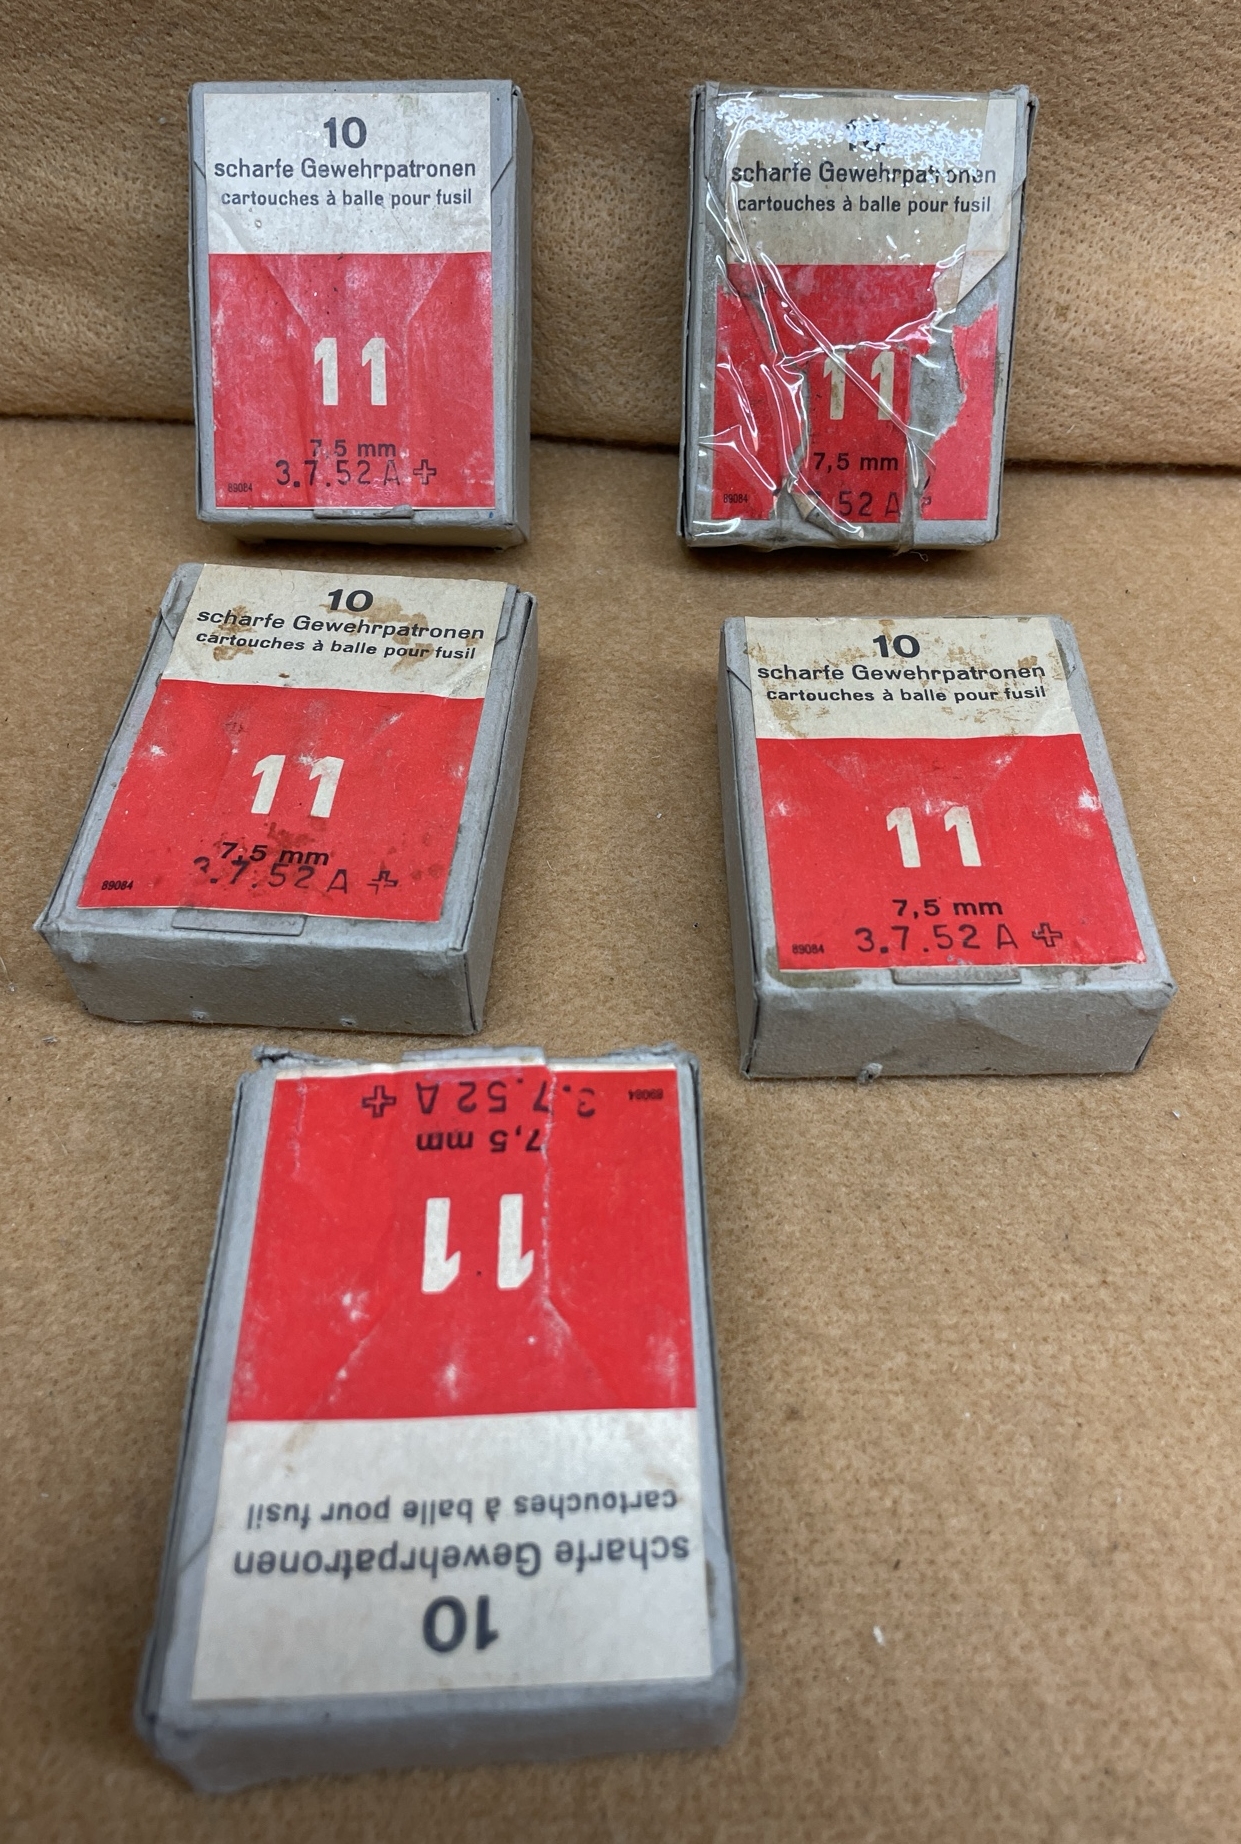 10
scharfe Gewehrpatronen
cartouches à balle pour fusil
11
7,5 mm
3.7.52 A
89084
10
scharfe Gewehrpatronen
cartouches à balle pour fusil
11
7,5 mm
89084
52 A
10
scharfe Gewehrpatronen
cartouches à balle pour fusil
11
7,5 mm
3.7.52 A
89084
10
scharfe Gewehrpatronen
cartouches à balle pour fusil
11
7,5 mm
3.7.52 A
89084
10
scharfe Gewehrpatronen
cartouches à balle pour fusil
11
7,5 mm
3.7.52 A
89084